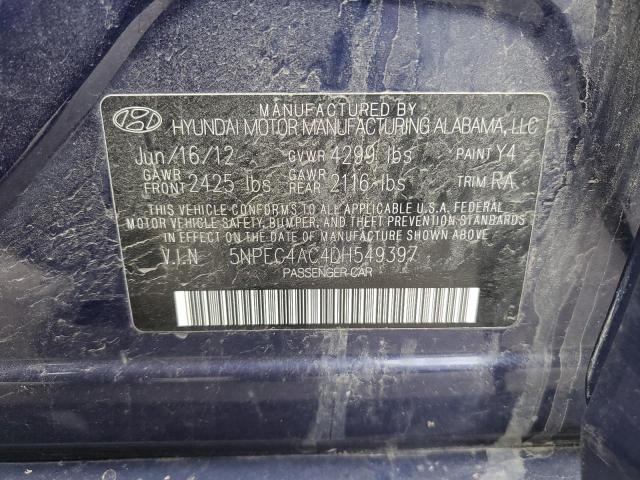 MANUFACTURED BY
HYUNDAI MOTOR MANUFACTURING ALABAMA, LLC
Jun/16/12 GVWR 4299 lbs PAINT Y4
GAWR FRONT 2425 lbs GAWR REAR 2116 lbs TRIM RA
THIS VEHICLE CONFORMS TO ALL APPLICABLE U.S.A. FEDERAL
MOTOR VEHICLE SAFETY, BUMPER, AND THEFT PREVENTION STANDARDS
IN EFFECT ON THE DATE OF MANUFACTURE SHOWN ABOVE.
V.I.N 5NPEC4AC4DH549397
PASSENGER CAR